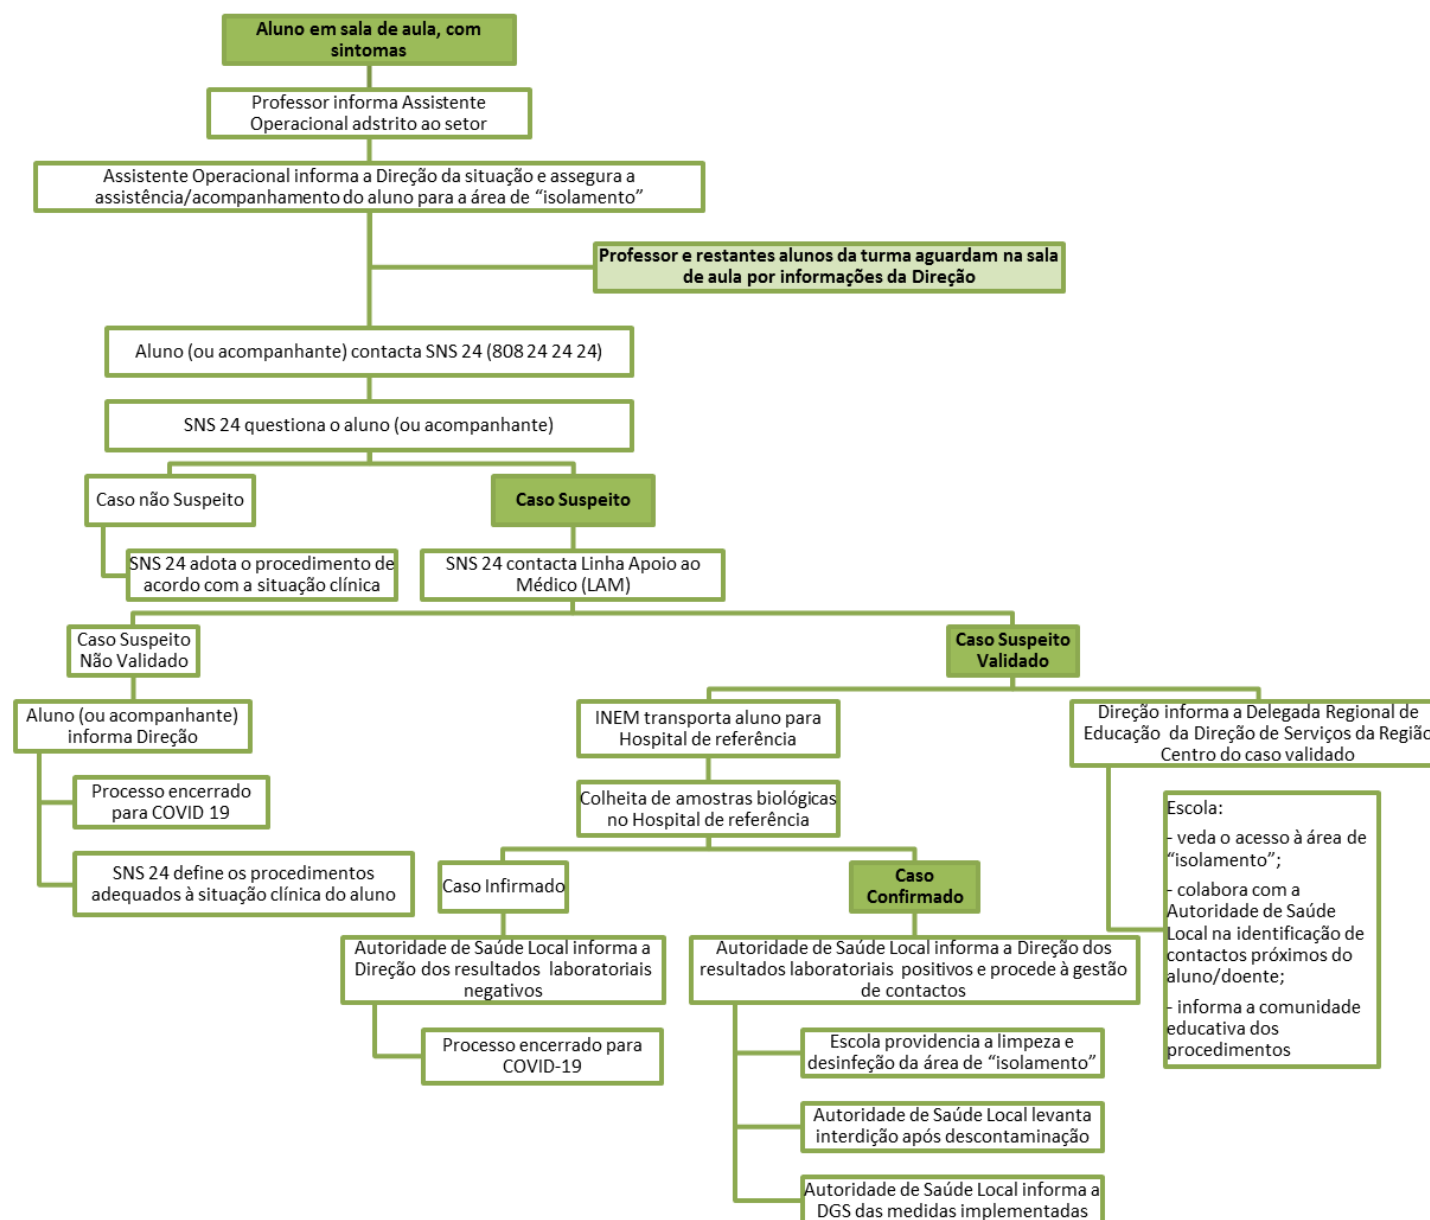 Aluno em sala de aula, com
sintomas
Professor informa Assistente
Operacional adstrito ao setor
Assistente Operacional informa a Direção da situação e assegura a
assistência/acompanhamento do aluno para a área de “isolamento”
Professor e restantes alunos da turma aguardam na sala
de aula por informações da Direção
Aluno (ou acompanhante) contacta SNS 24 (808 24 24 24)
SNS 24 questiona o aluno (ou acompanhante)
Caso não Suspeito
Caso Suspeito
SNS 24 adota o procedimento de
acordo com a situação clínica
SNS 24 contacta Linha Apoio ao
Médico (LAM)
Caso Suspeito
Não Validado
Caso Suspeito
Validado
Aluno (ou acompanhante)
informa Direção
INEM transporta aluno para
Hospital de referência
Direção informa a Delegada Regional de
Educação da Direção de Serviços da Região
Centro do caso validado
Processo encerrado
para COVID 19
Colheita de amostras biológicas
no Hospital de referência
Escola:
- veda o acesso à área de
“isolamento”;
- colabora com a
Autoridade de Saúde
Local na identificação de
contactos próximos do
aluno/doente;
- informa a comunidade
educativa dos
procedimentos
SNS 24 define os procedimentos
adequados à situação clínica do aluno
Caso Infirmado
Caso
Confirmado
Autoridade de Saúde Local informa a
Direção dos resultados laboratoriais
negativos
Autoridade de Saúde Local informa a Direção dos
resultados laboratoriais positivos e procede à gestão
de contactos
Processo encerrado para
COVID-19
Escola providencia a limpeza e
desinfeção da área de “isolamento”
Autoridade de Saúde Local levanta
interdição após descontaminação
Autoridade de Saúde Local informa a
DGS das medidas implementadas